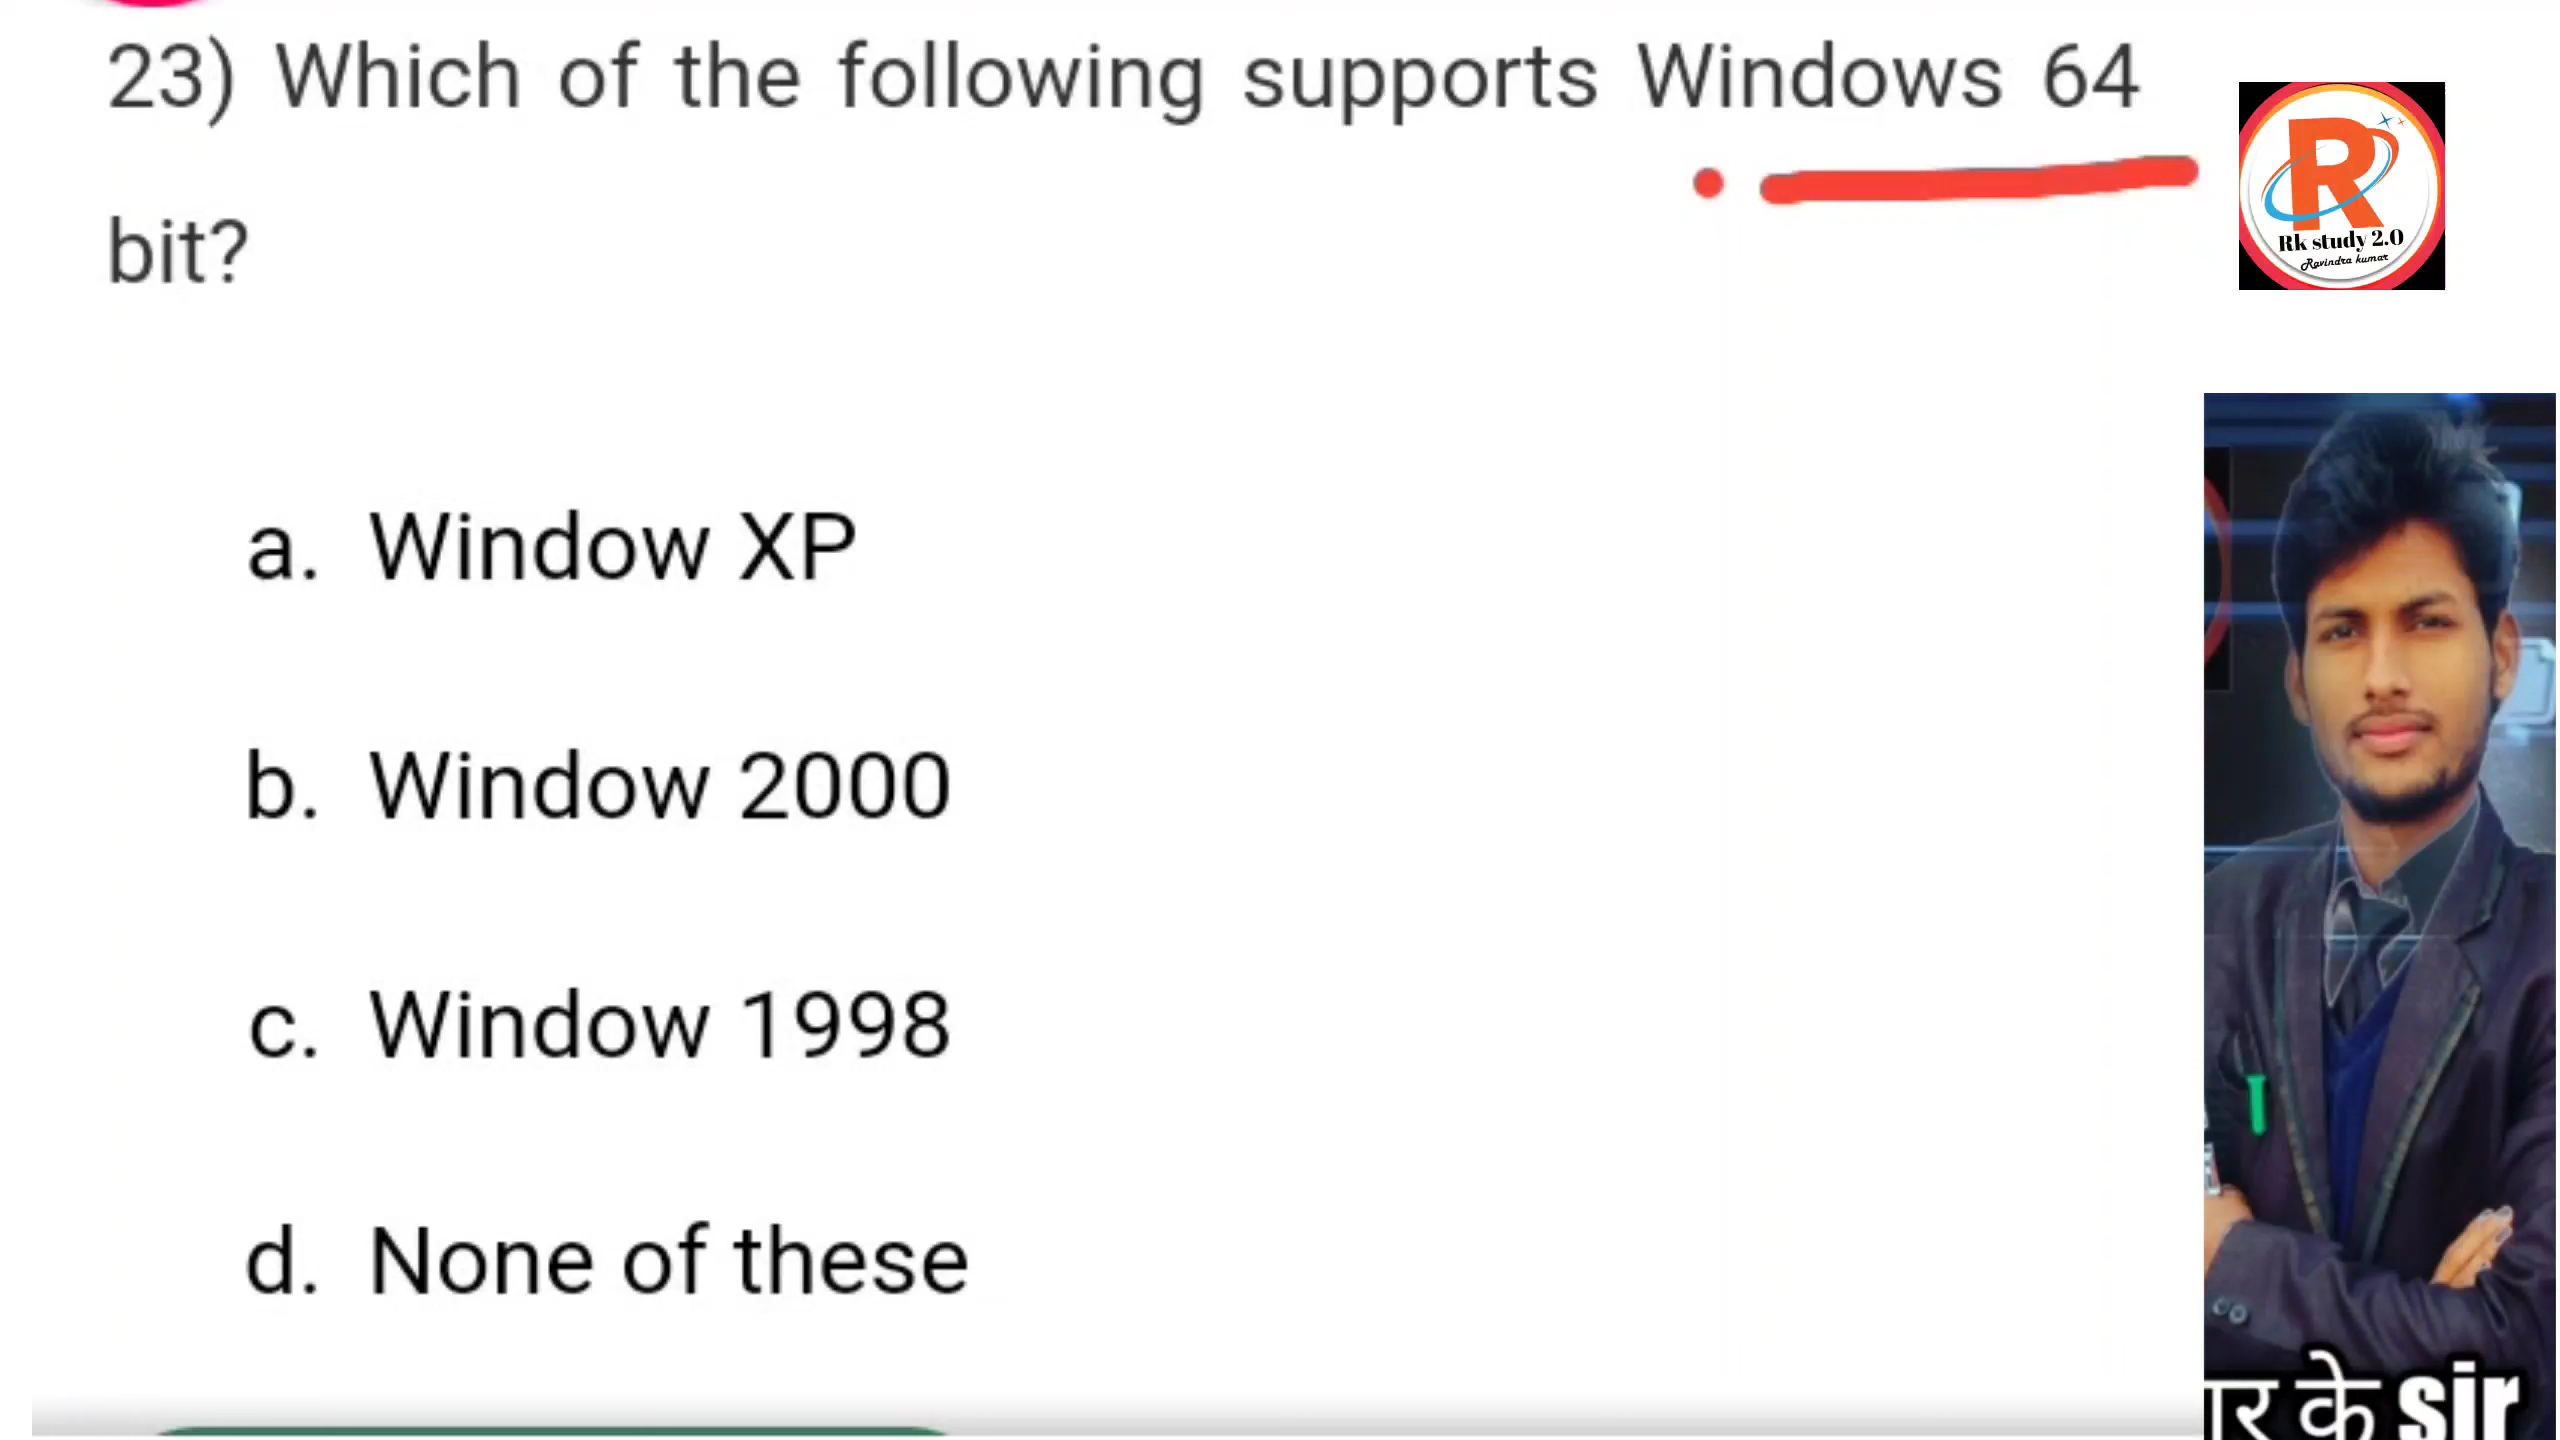 23) Which of the following supports Windows 64
bit?
a. Window XP
b. Window 2000
c. Window 1998
d. None of these
R
Rk study 2.0
Ravindra kumar
के sir